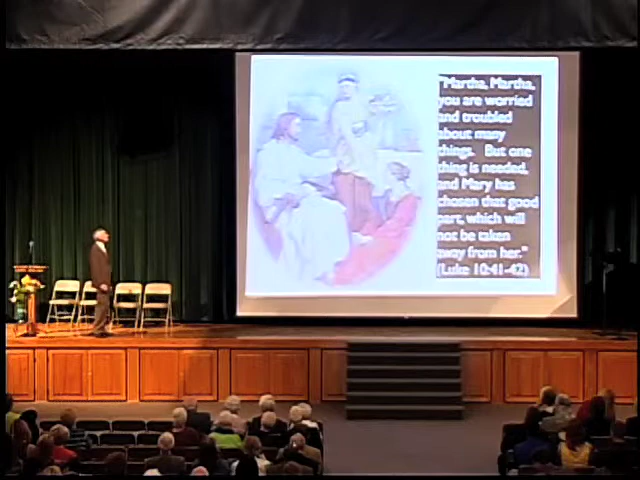 "Martha, Martha,
you are worried
and troubled
about many
things. But one
thing is needed,
and Mary has
chosen that good
part, which will
not be taken
away from her."
(Luke 10:41-42)